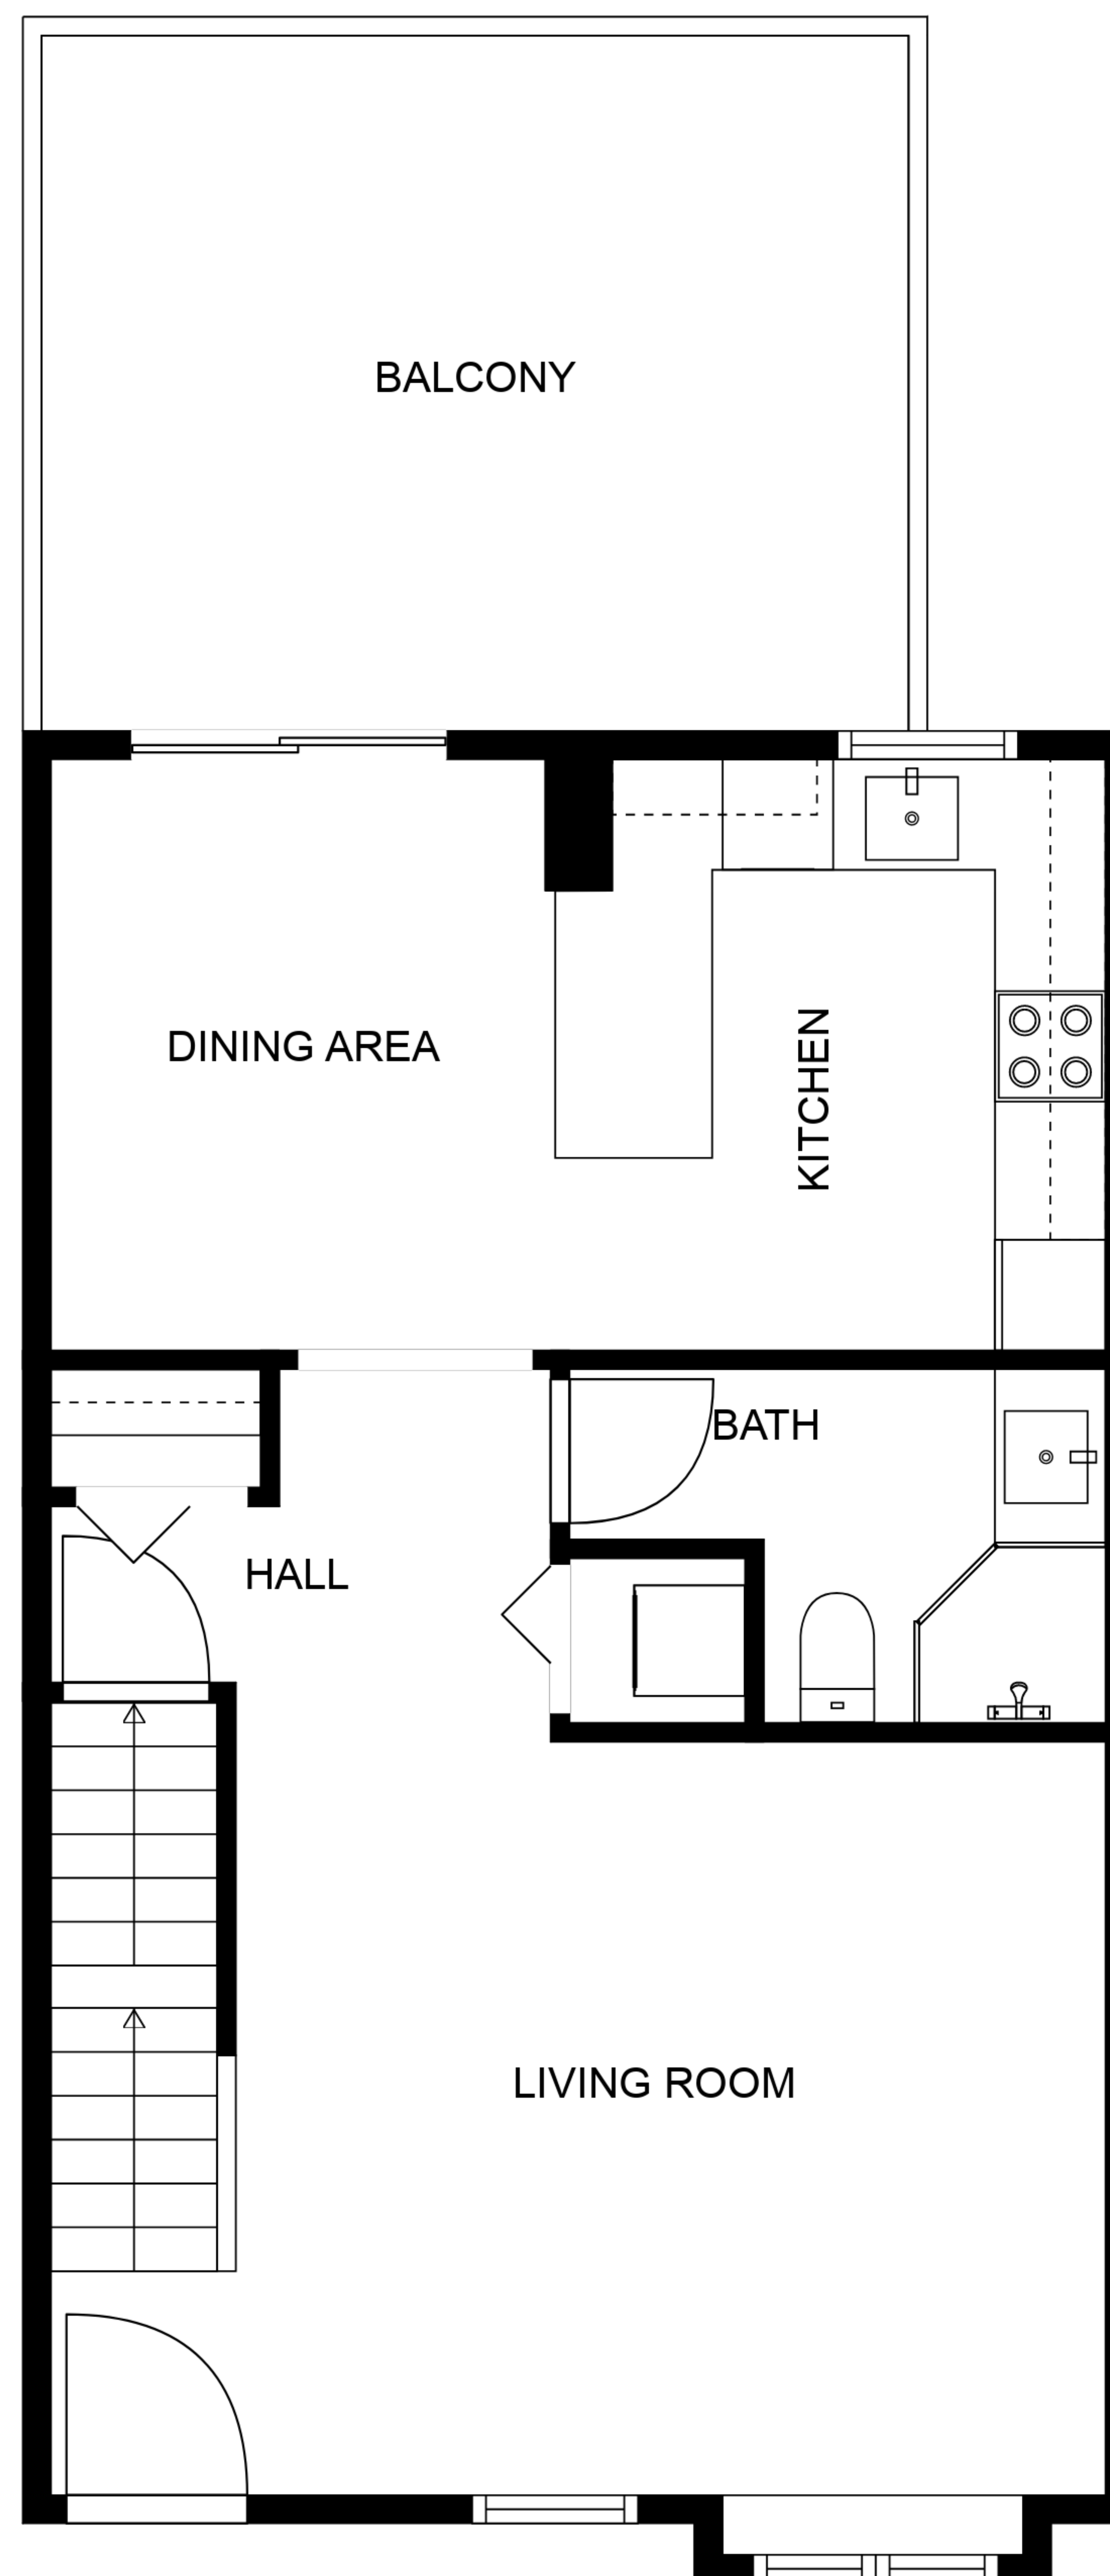 BALCONY
DINING AREA
KITCHEN
BATH
HALL
LIVING ROOM